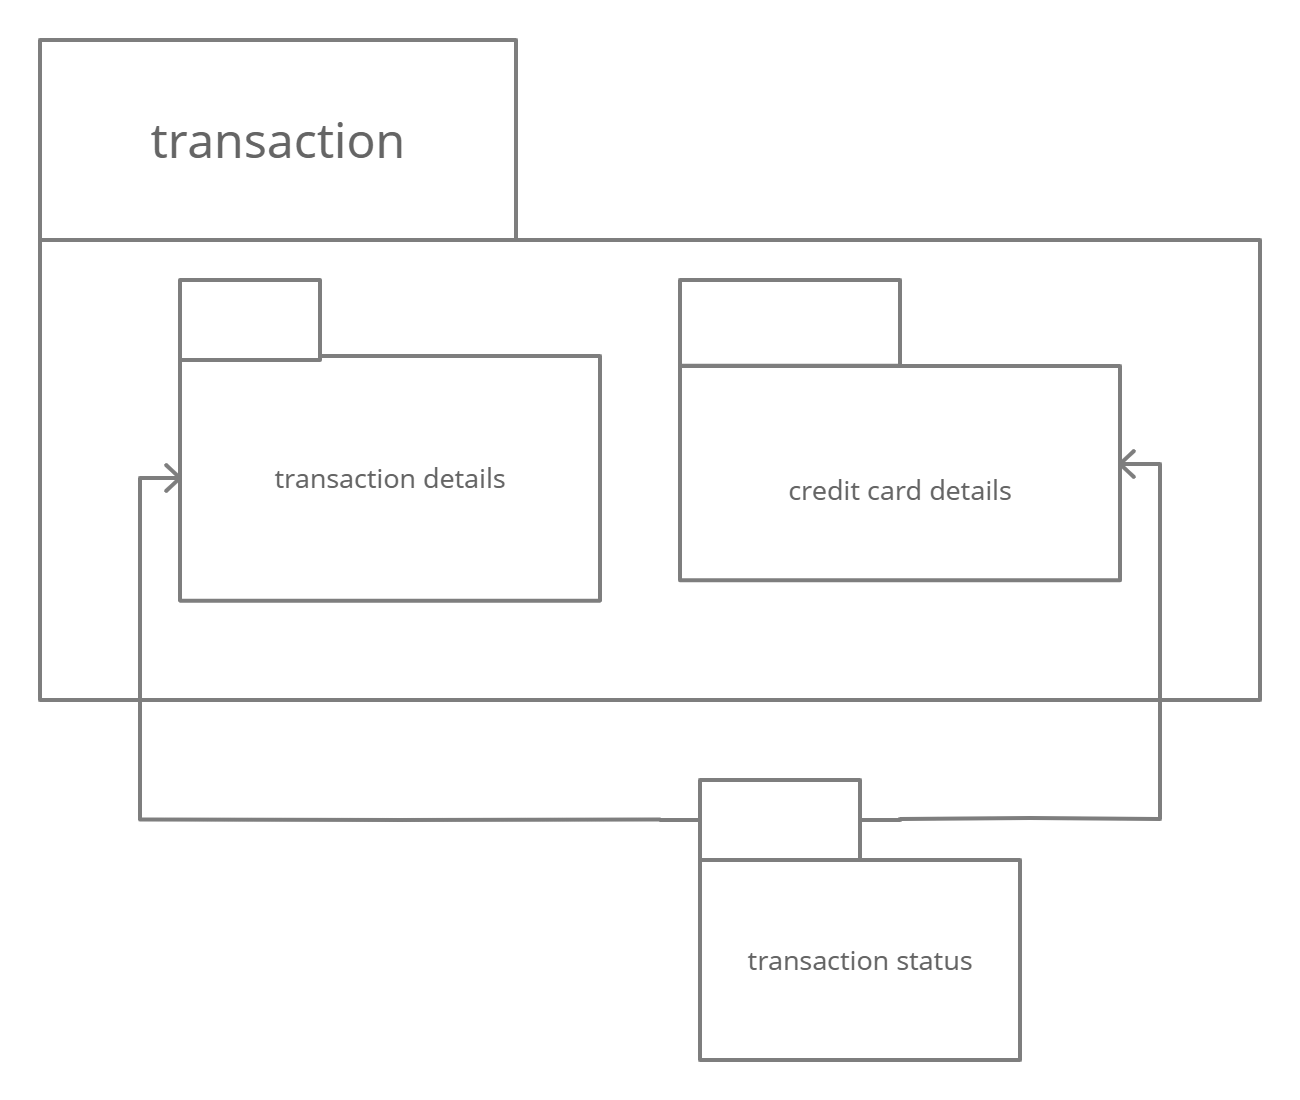 transaction
transaction details
credit card details
transaction status